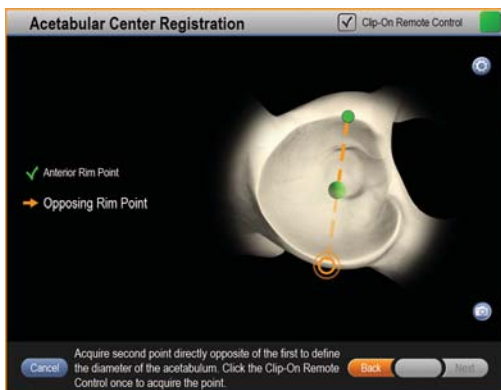 Acetabular Center Registration
Clip-On Remote Control
Anterior Rim Point
Opposing Rim Point
Acquire second point directly opposite of the first to define
the diameter of the acetabulum. Click the Clip-On Remote
Control once to acquire the point.
Cancel
Back
Next